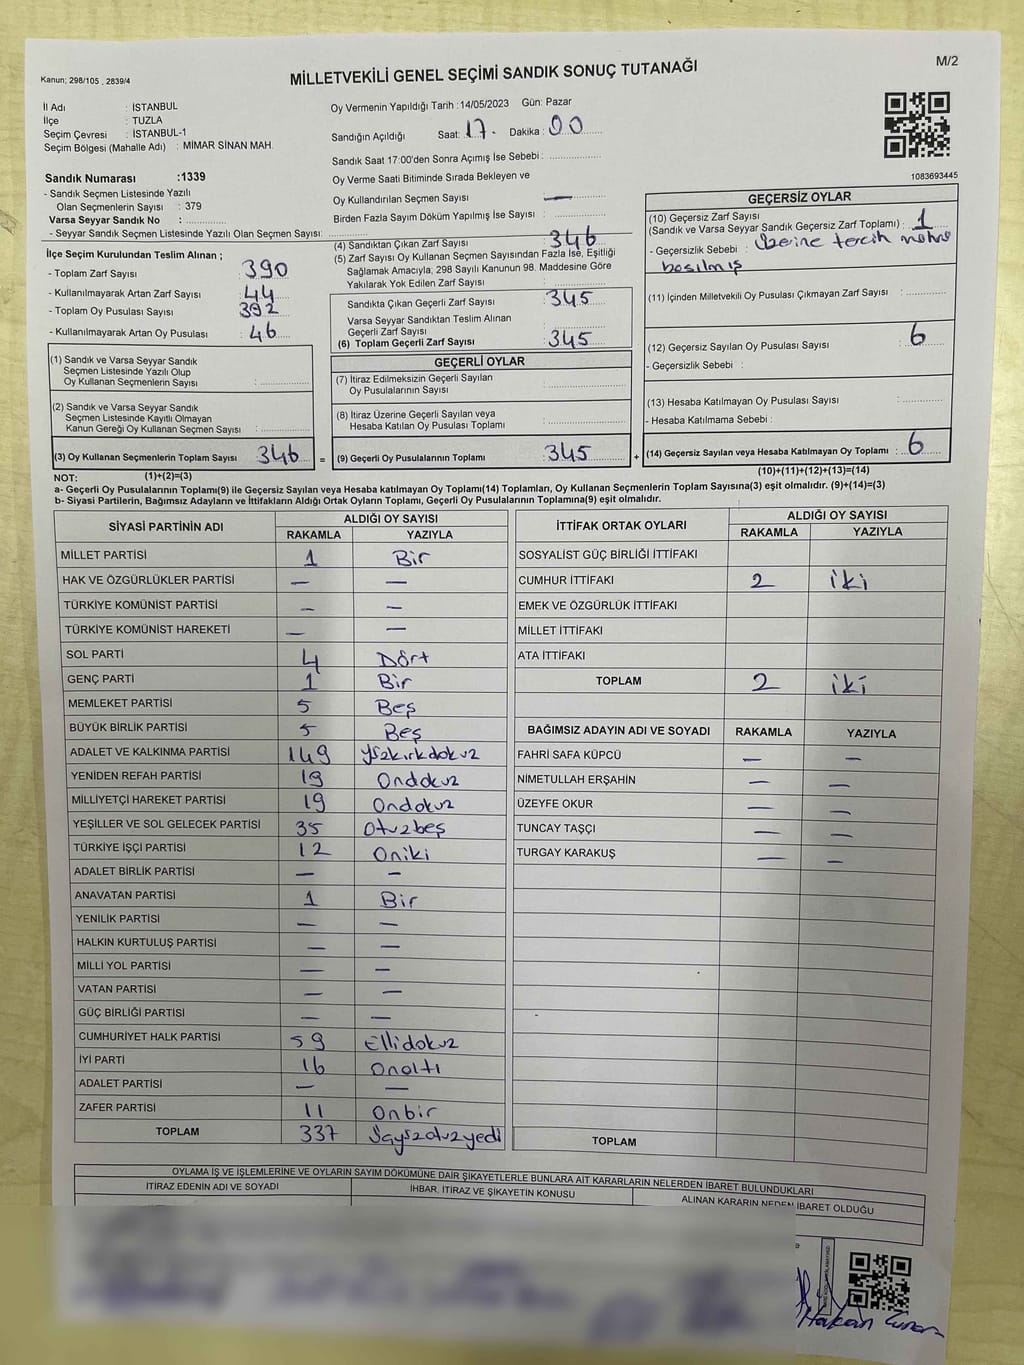 Kanun; 298/105 , 2839/4
MİLLETVEKİLİ GENEL SEÇİMİ SANDIK SONUÇ TUTANAĞI
M/2
İl Adı : İSTANBUL
İlçe : TUZLA
Seçim Çevresi : İSTANBUL-1
Seçim Bölgesi (Mahalle Adı) : MİMAR SİNAN MAH.
Sandık Numarası :1339
- Sandık Seçmen Listesinde Yazılı
Olan Seçmenlerin Sayısı : 379
Varsa Seyyar Sandık No :
- Seyyar Sandık Seçmen Listesinde Yazılı Olan Seçmen Sayısı:
İlçe Seçim Kurulundan Teslim Alınan ;
- Toplam Zarf Sayısı : 390
- Kullanılmayarak Artan Zarf Sayısı : 44
- Toplam Oy Pusulası Sayısı : 392
- Kullanılmayarak Artan Oy Pusulası : 46
(1) Sandık ve Varsa Seyyar Sandık
Seçmen Listesinde Yazılı Olup
Oy Kullanan Seçmenlerin Sayısı :
(2) Sandık ve Varsa Seyyar Sandık
Seçmen Listesinde Kayıtlı Olmayan
Kanun Gereği Oy Kullanan Seçmen Sayısı :
(3) Oy Kullanan Seçmenlerin Toplam Sayısı 346 =
Oy Vermenin Yapıldığı Tarih :14/05/2023 Gün: Pazar
Sandığın Açıldığı Saat: 17 Dakika : 00
Sandık Saat 17:00'den Sonra Açımış İse Sebebi :
Oy Verme Saati Bitiminde Sırada Bekleyen ve
Oy Kullandırılan Seçmen Sayısı : —
Birden Fazla Sayım Döküm Yapılmış İse Sayısı :
(4) Sandıktan Çıkan Zarf Sayısı : 346
(5) Zarf Sayısı Oy Kullanan Seçmen Sayısından Fazla İse, Eşitliği
Sağlamak Amacıyla, 298 Sayılı Kanunun 98. Maddesine Göre
Yakılarak Yok Edilen Zarf Sayısı :
Sandıkta Çıkan Geçerli Zarf Sayısı : 345
Varsa Seyyar Sandıktan Teslim Alınan
Geçerli Zarf Sayısı :
(6) Toplam Geçerli Zarf Sayısı : 345
GEÇERLİ OYLAR
(7) İtiraz Edilmeksizin Geçerli Sayılan
Oy Pusulalarının Sayısı :
(8) İtiraz Üzerine Geçerli Sayılan veya
Hesaba Katılan Oy Pusulası Toplamı :
(9) Geçerli Oy Pusulalarının Toplamı : 345 +
1083693445
GEÇERSİZ OYLAR
(10) Geçersiz Zarf Sayısı
(Sandık ve Varsa Seyyar Sandık Geçersiz Zarf Toplamı) : 1
- Geçersizlik Sebebi : Üzerine tercih mührü
basılmış
(11) İçinden Milletvekili Oy Pusulası Çıkmayan Zarf Sayısı :
(12) Geçersiz Sayılan Oy Pusulası Sayısı : 6
- Geçersizlik Sebebi :
(13) Hesaba Katılmayan Oy Pusulası Sayısı :
- Hesaba Katılmama Sebebi :
(14) Geçersiz Sayılan veya Hesaba Katılmayan Oy Toplamı : 6
NOT: (1)+(2)=(3) (10)+(11)+(12)+(13)=(14)
a- Geçerli Oy Pusulalarının Toplamı(9) ile Geçersiz Sayılan veya Hesaba katılmayan Oy Toplamı(14) Toplamları, Oy Kullanan Seçmenlerin Toplam Sayısına(3) eşit olmalıdır. (9)+(14)=(3)
b- Siyasi Partilerin, Bağımsız Adayların ve İttifakların Aldığı Ortak Oyların Toplamı, Geçerli Oy Pusulalarının Toplamına(9) eşit olmalıdır.
SİYASİ PARTİNİN ADI ALDIĞI OY SAYISI
RAKAMLA YAZIYLA
MİLLET PARTİSİ 1 Bir
HAK VE ÖZGÜRLÜKLER PARTİSİ — —
TÜRKİYE KOMÜNİST PARTİSİ — —
TÜRKİYE KOMÜNİST HAREKETİ — —
SOL PARTİ 4 Dört
GENÇ PARTİ 1 Bir
MEMLEKET PARTİSİ 5 Beş
BÜYÜK BİRLİK PARTİSİ 5 Beş
ADALET VE KALKINMA PARTİSİ 149 Yüzkırkdokuz
YENİDEN REFAH PARTİSİ 19 Ondokuz
MİLLİYETÇİ HAREKET PARTİSİ 19 Ondokuz
YEŞİLLER VE SOL GELECEK PARTİSİ 35 Otuzbeş
TÜRKİYE İŞÇİ PARTİSİ 12 Oniki
ADALET BİRLİK PARTİSİ — —
ANAVATAN PARTİSİ 1 Bir
YENİLİK PARTİSİ — —
HALKIN KURTULUŞ PARTİSİ — —
MİLLİ YOL PARTİSİ — —
VATAN PARTİSİ — —
GÜÇ BİRLİĞİ PARTİSİ — —
CUMHURİYET HALK PARTİSİ 59 Ellidokuz
İYİ PARTİ 16 Onaltı
ADALET PARTİSİ — —
ZAFER PARTİSİ 11 Onbir
TOPLAM 337 Üçyüzotuzyedi
İTTİFAK ORTAK OYLARI ALDIĞI OY SAYISI
RAKAMLA YAZIYLA
SOSYALİST GÜÇ BİRLİĞİ İTTİFAKI
CUMHUR İTTİFAKI 2 iki
EMEK VE ÖZGÜRLÜK İTTİFAKI
MİLLET İTTİFAKI
ATA İTTİFAKI
TOPLAM 2 iki
BAĞIMSIZ ADAYIN ADI VE SOYADI RAKAMLA YAZIYLA
FAHRİ SAFA KÜPCÜ — —
NİMETULLAH ERŞAHİN — —
ÜZEYFE OKUR — —
TUNCAY TAŞÇI — —
TURGAY KARAKUŞ — —
TOPLAM
OYLAMA İŞ VE İŞLEMLERİNE VE OYLARIN SAYIM DÖKÜMÜNE DAİR ŞİKAYETLERLE BUNLARA AİT KARARLARIN NELERDEN İBARET BULUNDUKLARI
İTİRAZ EDENİN ADI VE SOYADI İHBAR, İTİRAZ VE ŞİKAYETİN KONUSU ALINAN KARARIN NEDEN İBARET OLDUĞU
Hakan